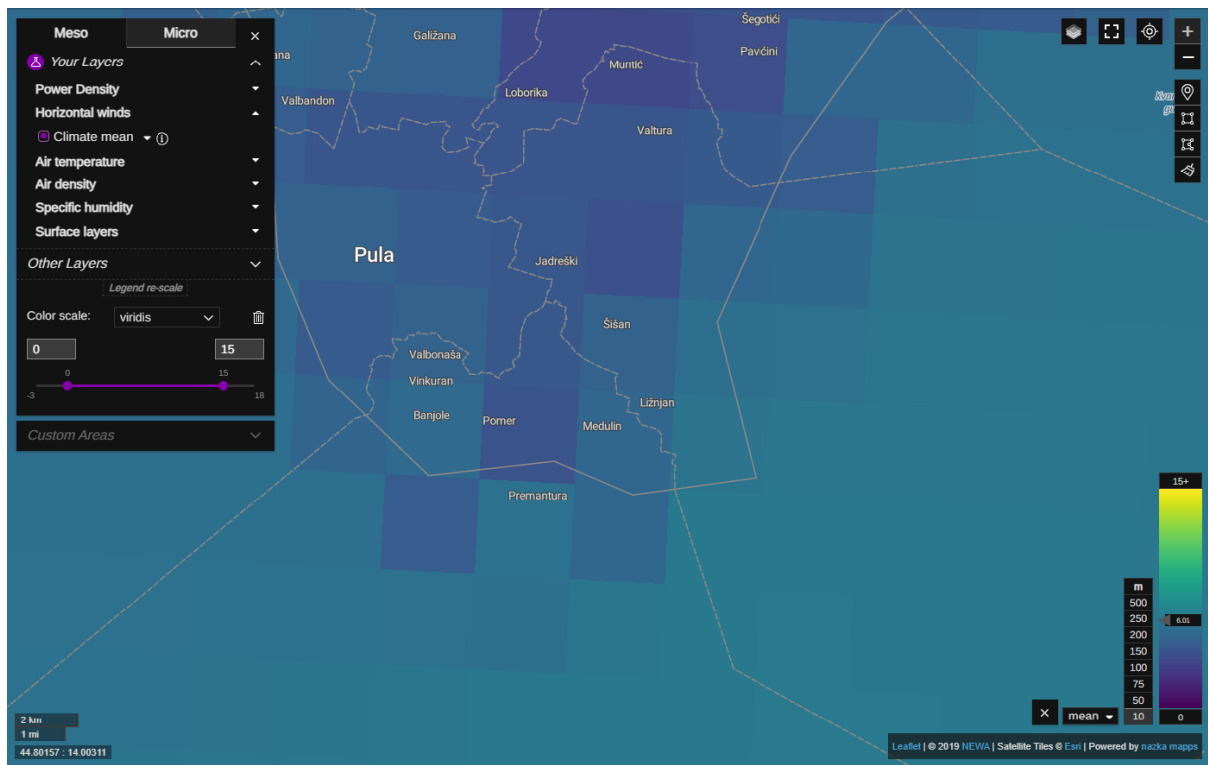 Meso Micro ×
Your Layers
Power Density
Horizontal winds
Climate mean
Air temperature
Air density
Specific humidity
Surface layers
Other Layers
Legend re-scale
Color scale: viridis
0 15
0 15
-3 18
Custom Areas
Šegotići
Galižana
Pavćini
ana
Muntić
Loborika
Valbandon
Valtura
Pula
Jadreški
Šišan
Valbonaša
Vinkuran
Ližnjan
Banjole
Pomer
Medulin
Premantura
+
−
15+
m
500
250
6.01
200
150
100
75
50
× mean 10 0
2 km
1 mi
44.80157 : 14.00311
Leaflet | © 2019 NEWA | Satellite Tiles © Esri | Powered by nazka mapps